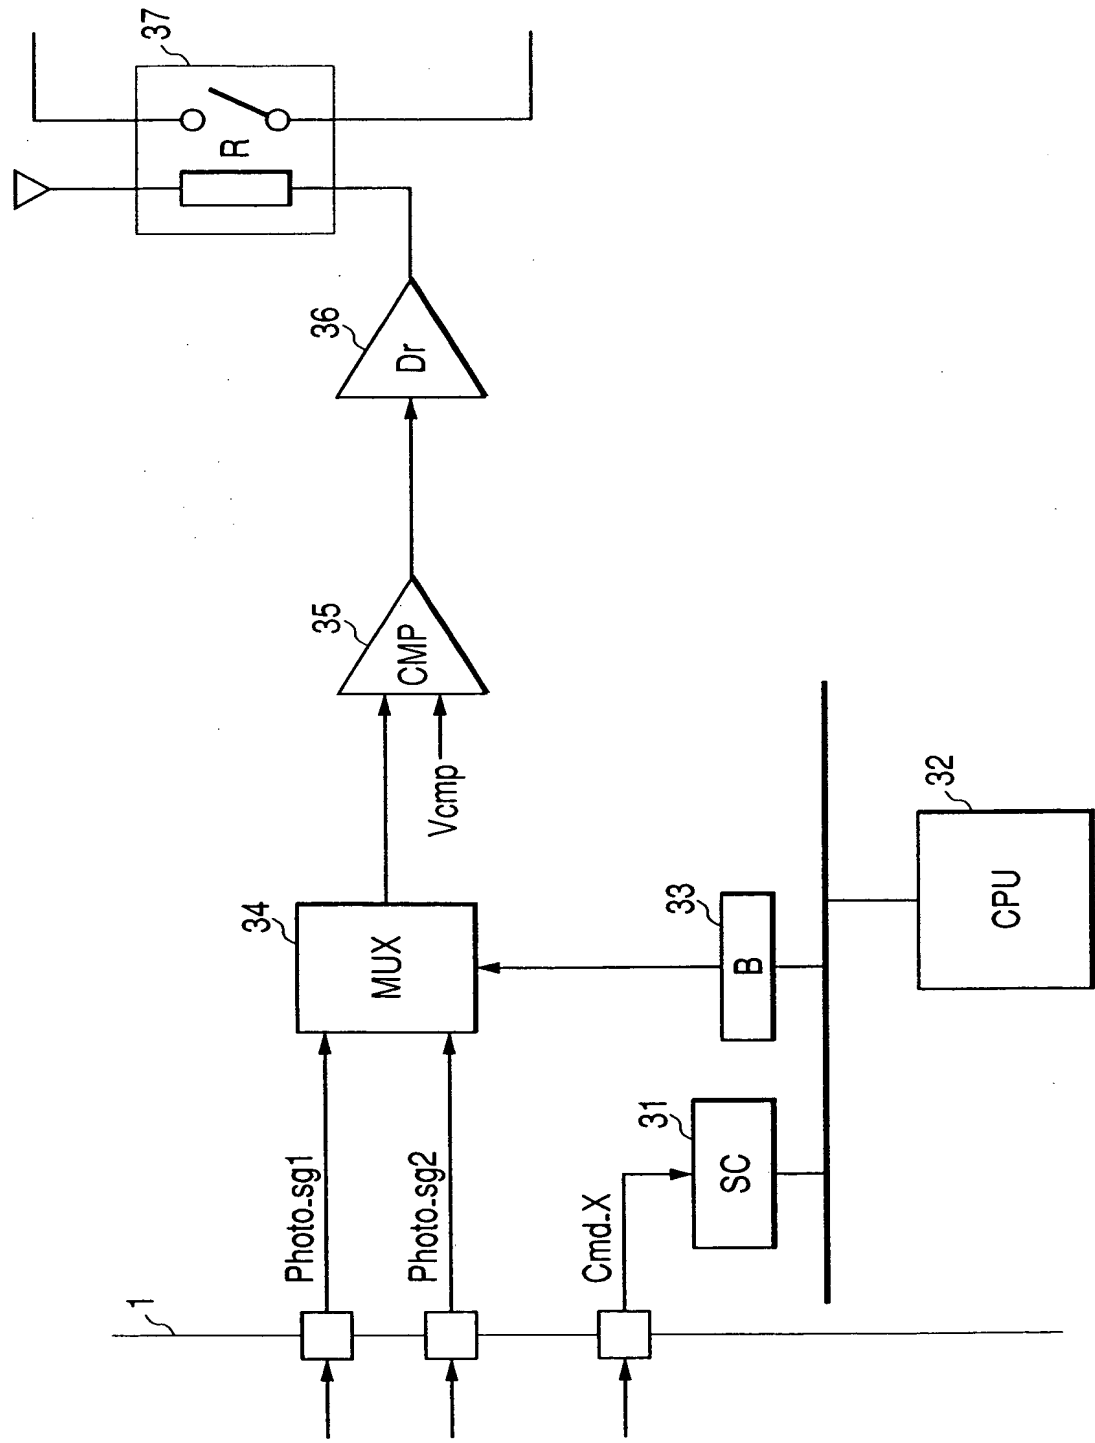 1
Photo.sg1
Photo.sg2
Cmd.X
34
MUX
31
SC
33
B
32
CPU
35
CMP
Vcmp
36
Dr
37
R